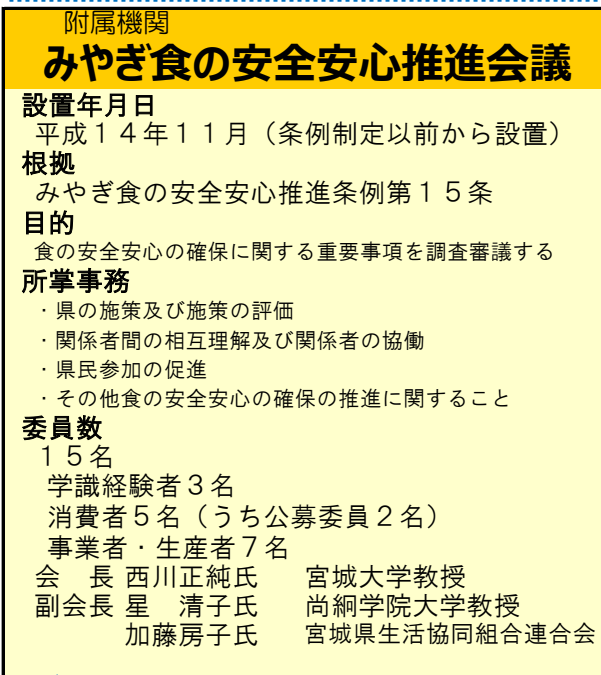 附属機関
みやぎ食の安全安心推進会議
設置年月日
平成１４年１１月（条例制定以前から設置）
根拠
みやぎ食の安全安心推進条例第１５条
目的
食の安全安心の確保に関する重要事項を調査審議する
所掌事務
・県の施策及び施策の評価
・関係者間の相互理解及び関係者の協働
・県民参加の促進
・その他食の安全安心の確保の推進に関すること
委員数
１５名
学識経験者３名
消費者５名（うち公募委員２名）
事業者・生産者７名
会　長 西川正純氏　　宮城大学教授
副会長 星　清子氏　　尚絅学院大学教授
加藤房子氏　　宮城県生活協同組合連合会